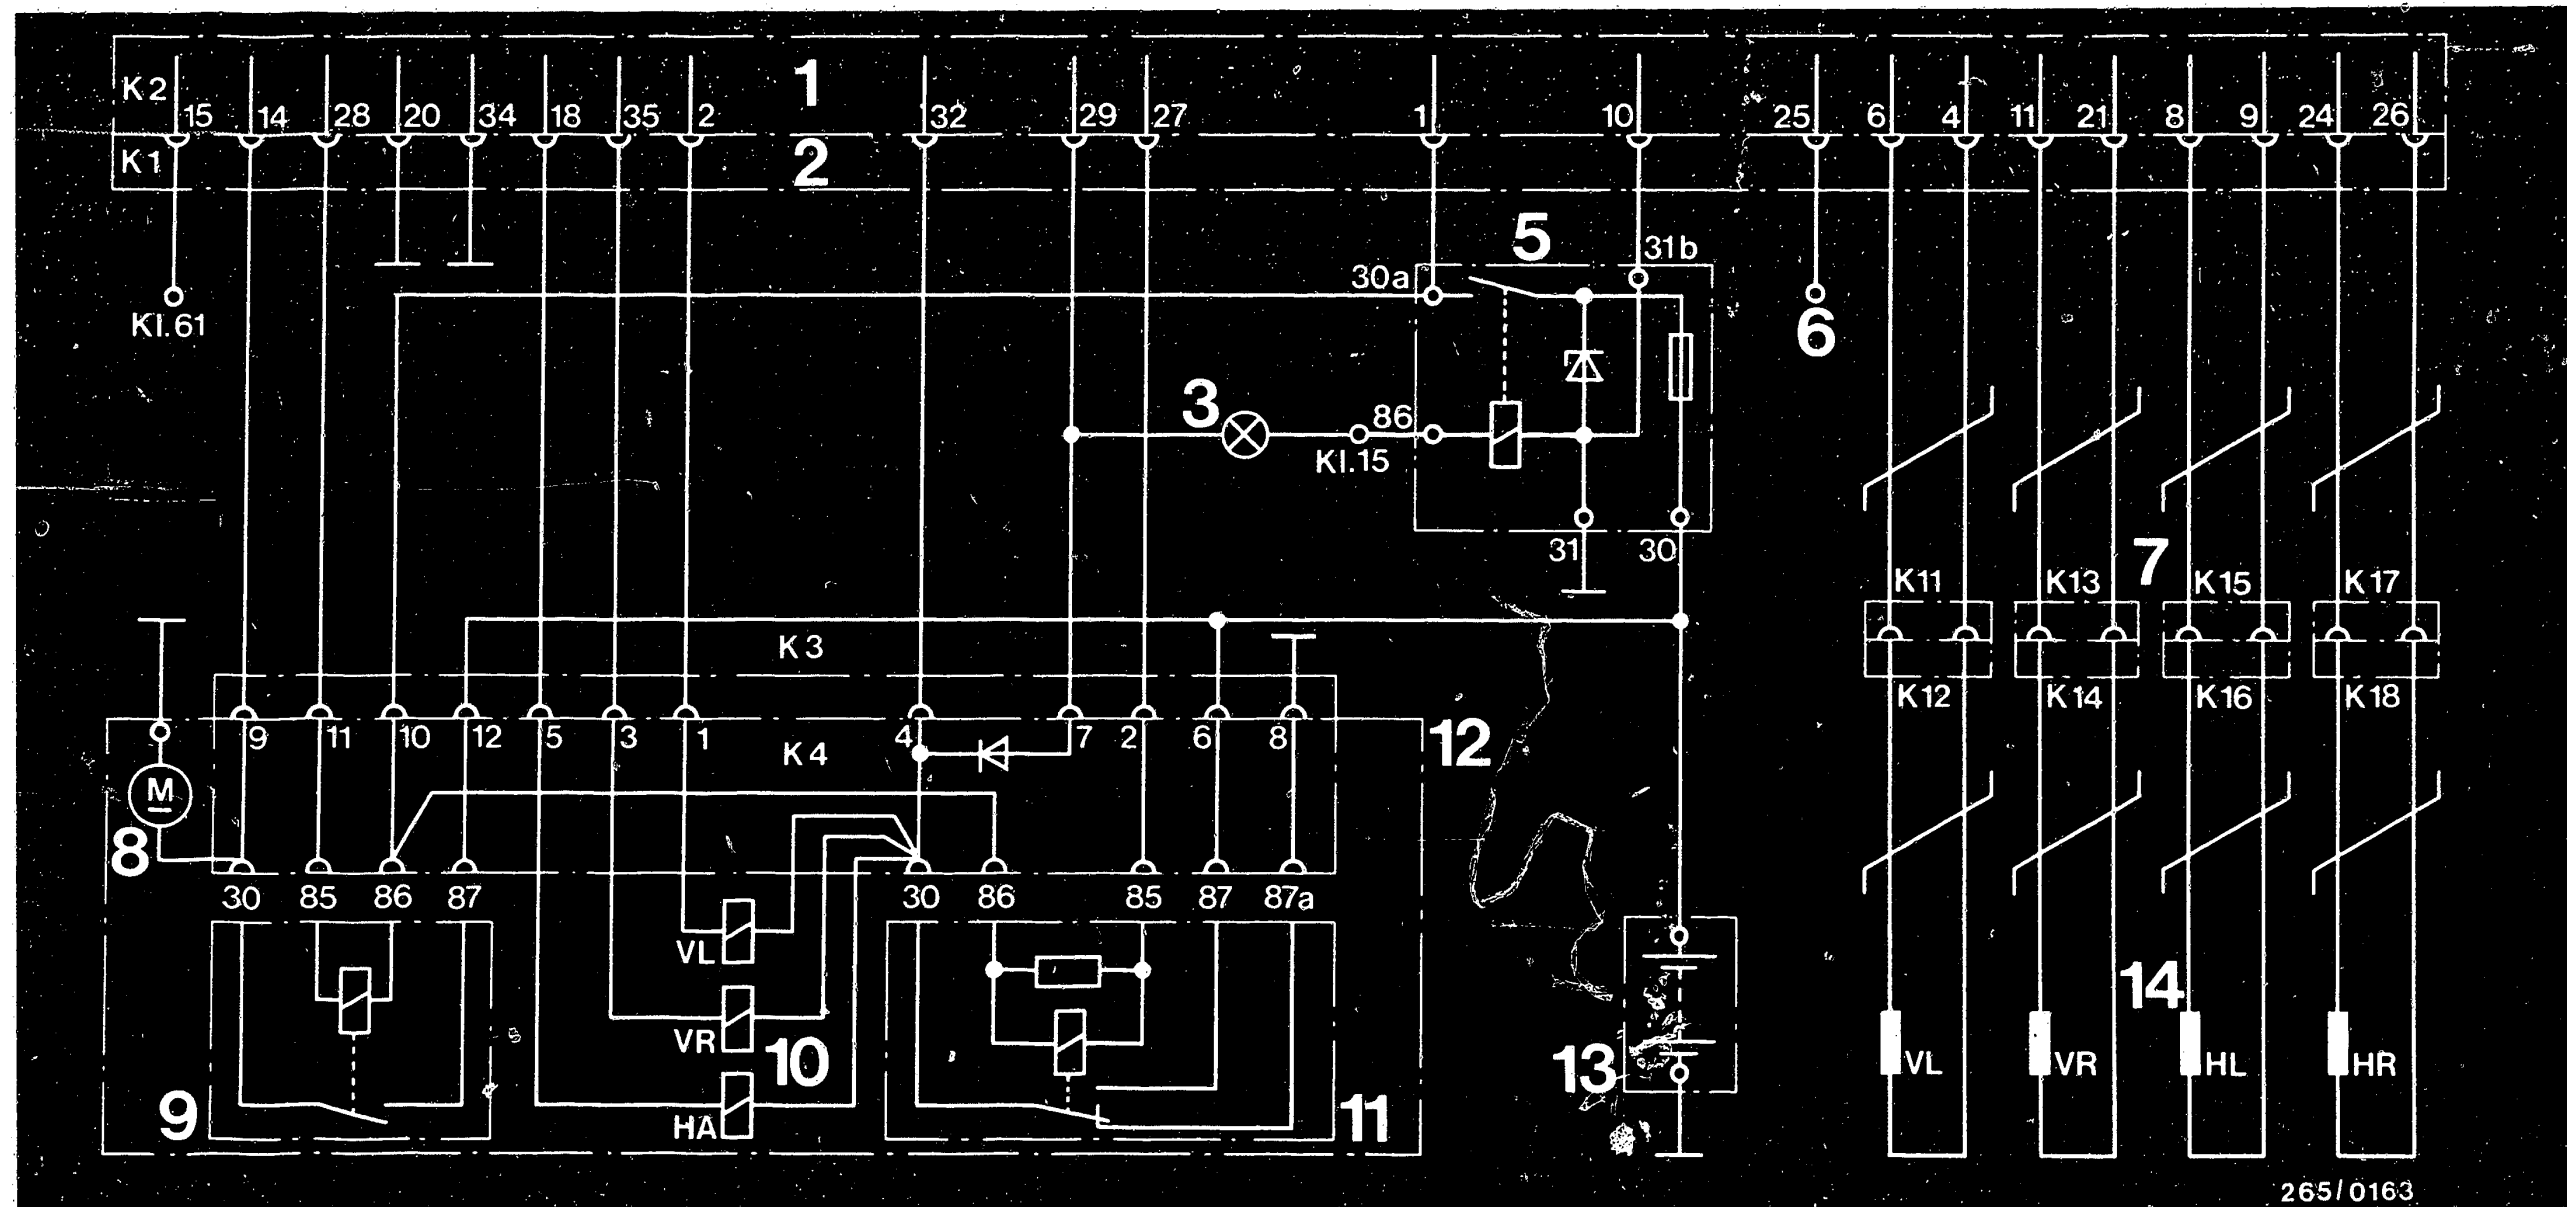 1
K2
15 14 28 20 34 18 35 2 32 29 27 1 10 25 6 4 11 21 8 9 24 26
K1
2
5
31b
30a
Kl.61
6
3
86
Kl.15
31
30
7
K11 K13 K15 K17
K3
K12 K14 K16 K18
9 11 10 12 5 3 1 4 7 2 6 8
12
K4
M
8
30 85 86 87 30 86 85 87 87a
VL
14
VR
10
13
VL VR HL HR
9
HA
11
265/0163